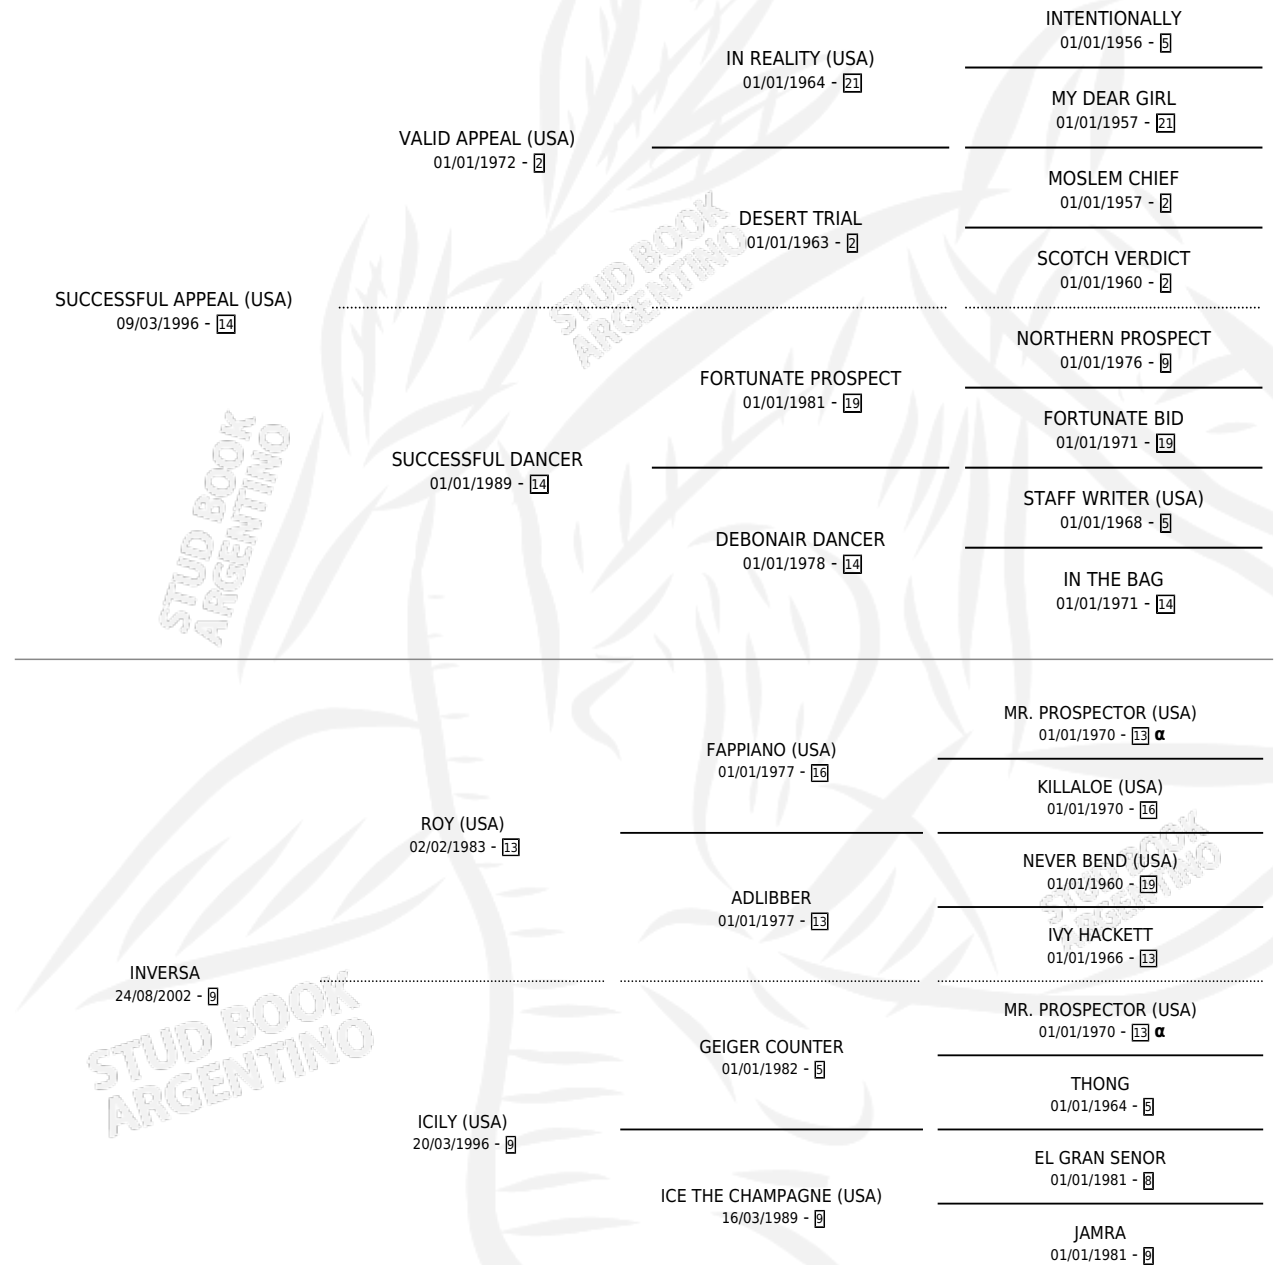 INTENTIONALLY
01/01/1956 - 5
IN REALITY (USA)
01/01/1964 - 21
MY DEAR GIRL
01/01/1957 - 21
VALID APPEAL (USA)
01/01/1972 - 2
MOSLEM CHIEF
01/01/1957 - 2
DESERT TRIAL
01/01/1963 - 2
SCOTCH VERDICT
01/01/1960 - 2
SUCCESSFUL APPEAL (USA)
09/03/1996 - 14
NORTHERN PROSPECT
01/01/1976 - 9
FORTUNATE PROSPECT
01/01/1981 - 19
FORTUNATE BID
01/01/1971 - 19
SUCCESSFUL DANCER
01/01/1989 - 14
STAFF WRITER (USA)
01/01/1968 - 5
DEBONAIR DANCER
01/01/1978 - 14
IN THE BAG
01/01/1971 - 14
MR. PROSPECTOR (USA)
01/01/1970 - 13 α
FAPPIANO (USA)
01/01/1977 - 16
KILLALOE (USA)
01/01/1970 - 16
ROY (USA)
02/02/1983 - 13
NEVER BEND (USA)
01/01/1960 - 19
ADLIBBER
01/01/1977 - 13
IVY HACKETT
01/01/1966 - 13
INVERSA
24/08/2002 - 9
MR. PROSPECTOR (USA)
01/01/1970 - 13 α
GEIGER COUNTER
01/01/1982 - 5
THONG
01/01/1964 - 5
ICILY (USA)
20/03/1996 - 9
EL GRAN SENOR
01/01/1981 - 8
ICE THE CHAMPAGNE (USA)
16/03/1989 - 9
JAMRA
01/01/1981 - 9
STUD BOOK
ARGENTINO
STUD BOOK
ARGENTINO
STUD BOOK
ARGENTINO
STUD BOOK
ARGENTINO